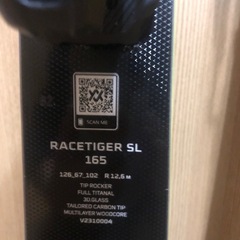 SCAN ME
RACETIGER SL
165
126_67_102 R 12,6 M
TIP ROCKER
FULL TITANAL
3D.GLASS
TAILORED CARBON TIP
MULTILAYER WOODCORE
V2310004